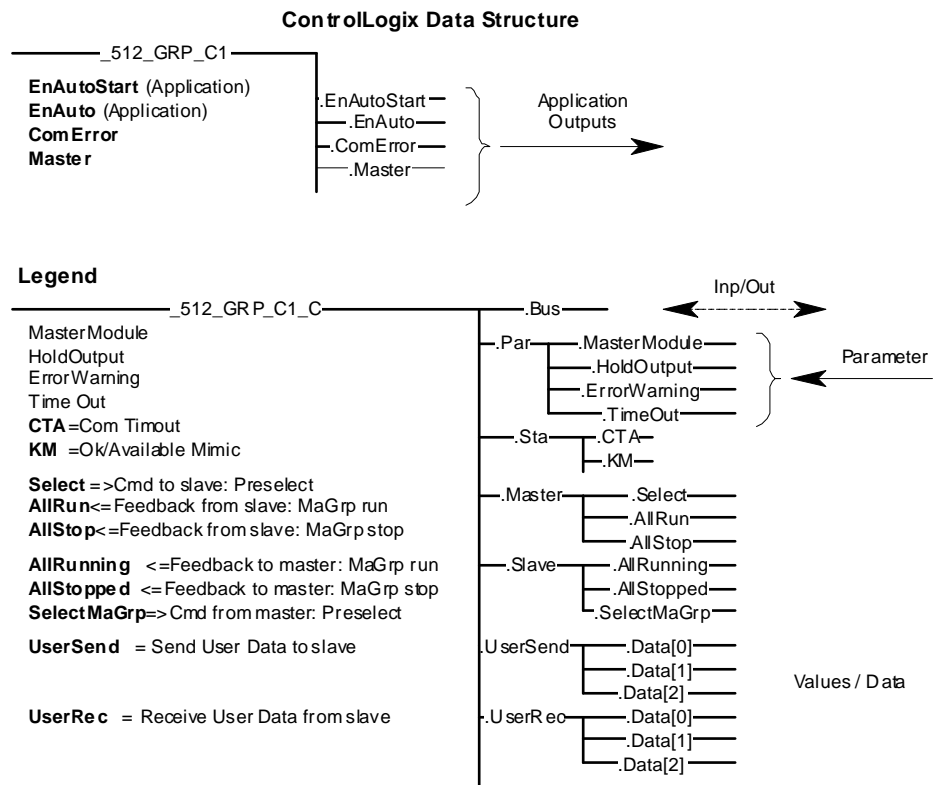 ControlLogix Data Structure
_512_GRP_C1
EnAutoStart (Application)
EnAuto (Application)
ComError
Master
.EnAutoStart
.EnAuto
.ComError
.Master
Application
Outputs
Legend
_512_GRP_C1_C
MasterModule
HoldOutput
ErrorWarning
Time Out
CTA =Com Timout
KM =Ok/Available Mimic
Select =>Cmd to slave: Preselect
AllRun<= Feedback from slave: MaGrp run
AllStop<=Feedback from slave: MaGrp stop
AllRunning <=Feedback to master: MaGrp run
AllStopped <=Feedback to master: MaGrp stop
SelectMaGrp=> Cmd from master: Preselect
UserSend = Send User Data to slave
UserRec = Receive User Data from slave
.Bus
Inp/Out
.Par
.MasterModule
.HoldOutput
.ErrorWarning
.TimeOut
Parameter
.Sta
.CTA
.KM
.Master
.Select
.AllRun
.AllStop
.Slave
.AllRunning
.AllStopped
.SelectMaGrp
.UserSend
.Data[0]
.Data[1]
.Data[2]
Values / Data
.UserRec
.Data[0]
.Data[1]
.Data[2]